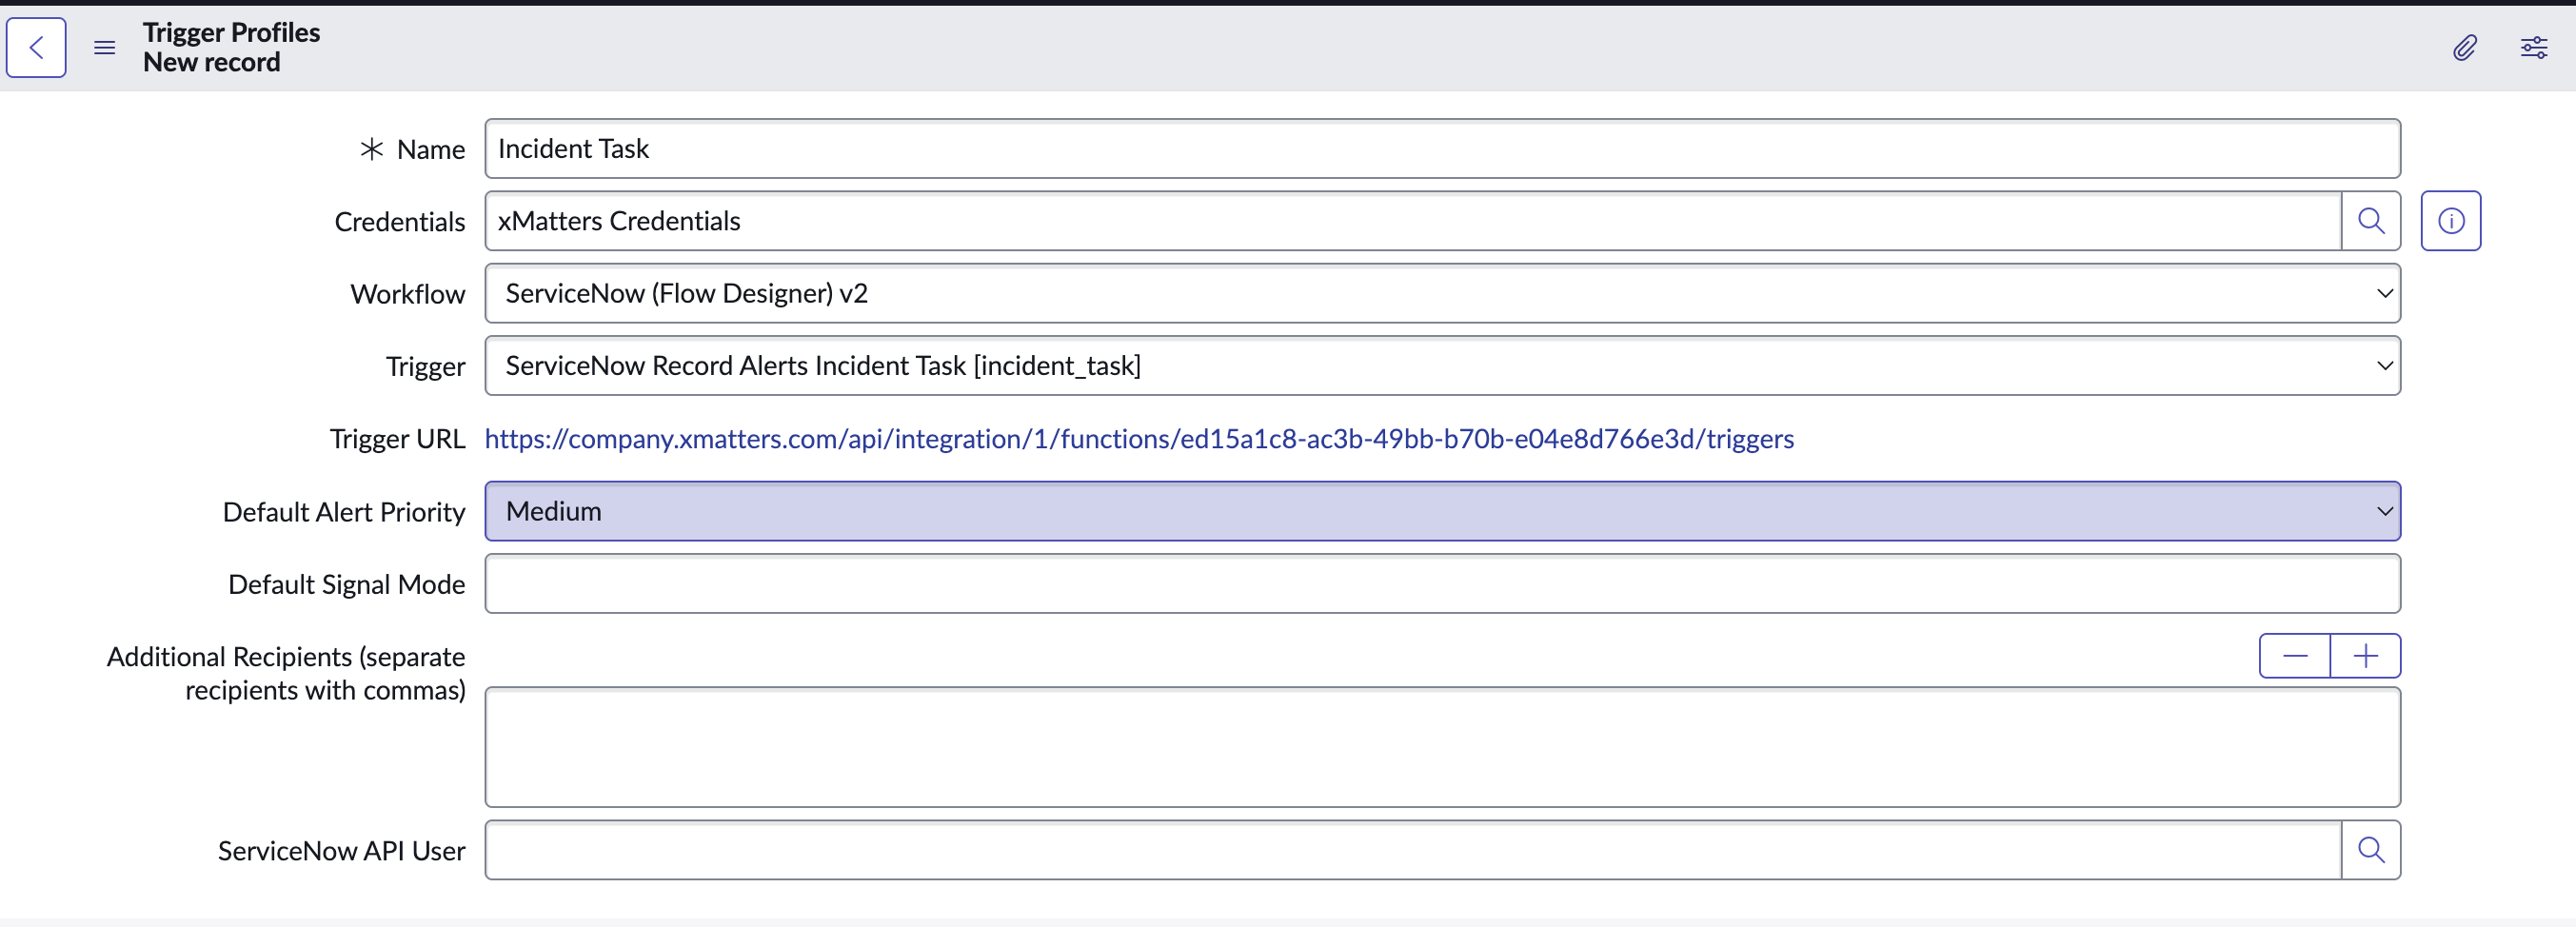 Trigger Profiles
New record
Name
Incident Task
Credentials
xMatters Credentials
Workflow
ServiceNow (Flow Designer) v2
Trigger
ServiceNow Record Alerts Incident Task [incident_task]
Trigger URL
https://company.xmatters.com/api/integration/1/functions/ed15a1c8-ac3b-49bb-b70b-e04e8d766e3d/triggers
Default Alert Priority
Medium
Default Signal Mode
Additional Recipients (separate
recipients with commas)
ServiceNow API User